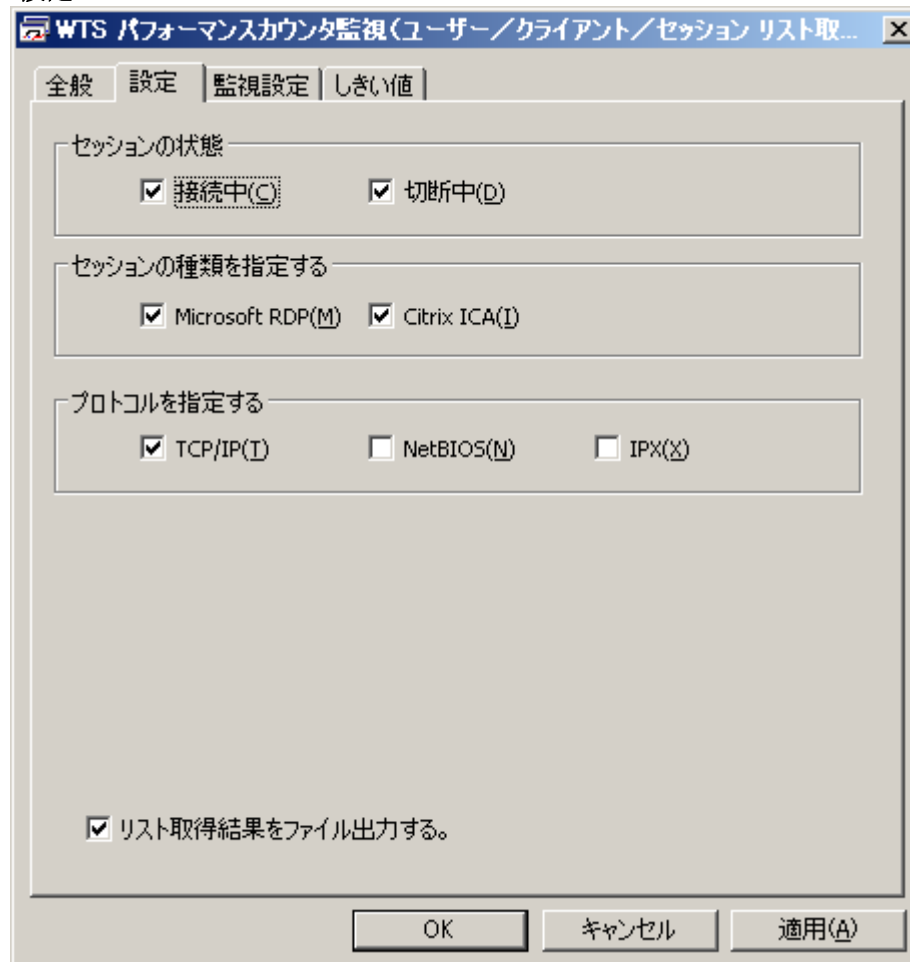 WTS パフォーマンスカウンタ監視(ユーザー／クライアント／セッション リスト取...
全般 設定 監視設定 しきい値
セッションの状態
接続中(C) 切断中(D)
セッションの種類を指定する
Microsoft RDP(M) Citrix ICA(I)
プロトコルを指定する
TCP/IP(T) NetBIOS(N) IPX(X)
リスト取得結果をファイル出力する。
OK キャンセル 適用(A)